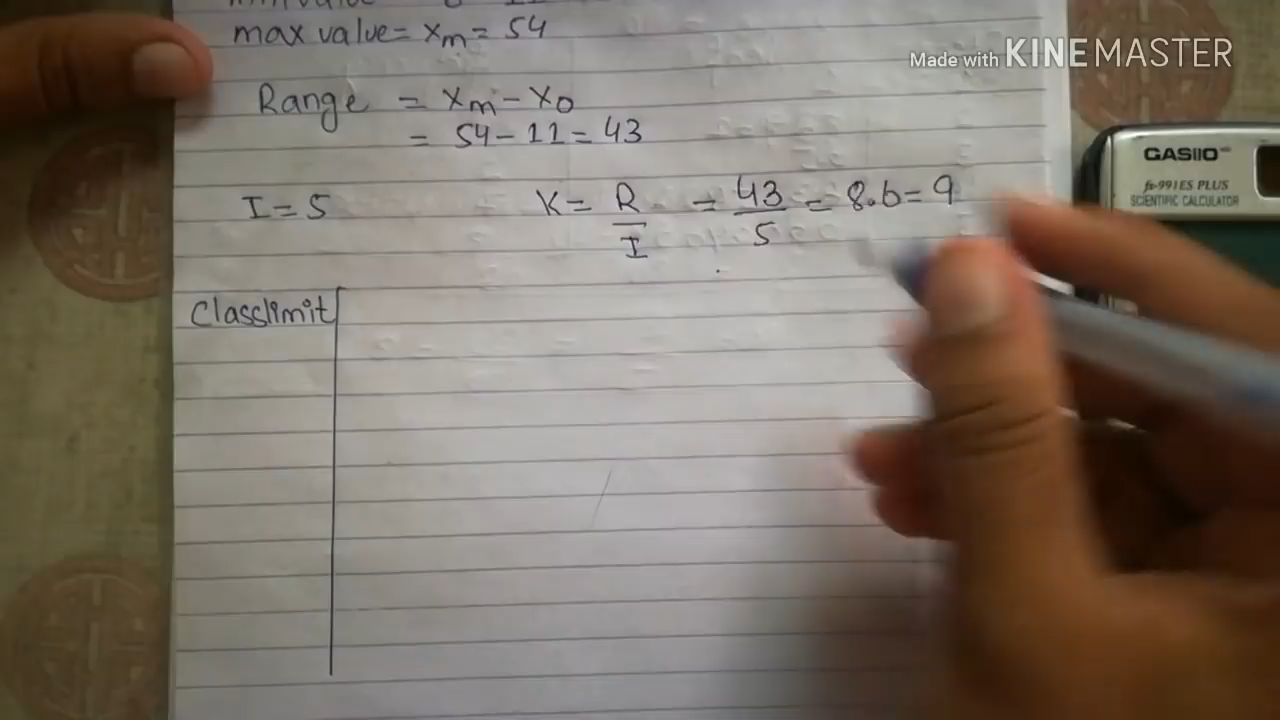 max value = xm = 54
Made with KINEMASTER
Range = Xm - X0
= 54 - 11 = 43
GASIIO
fx-991ES PLUS
SCIENTIFIC CALCULATOR
I = 5 K = R/I = 43/5 = 8.6 = 9
Classlimit